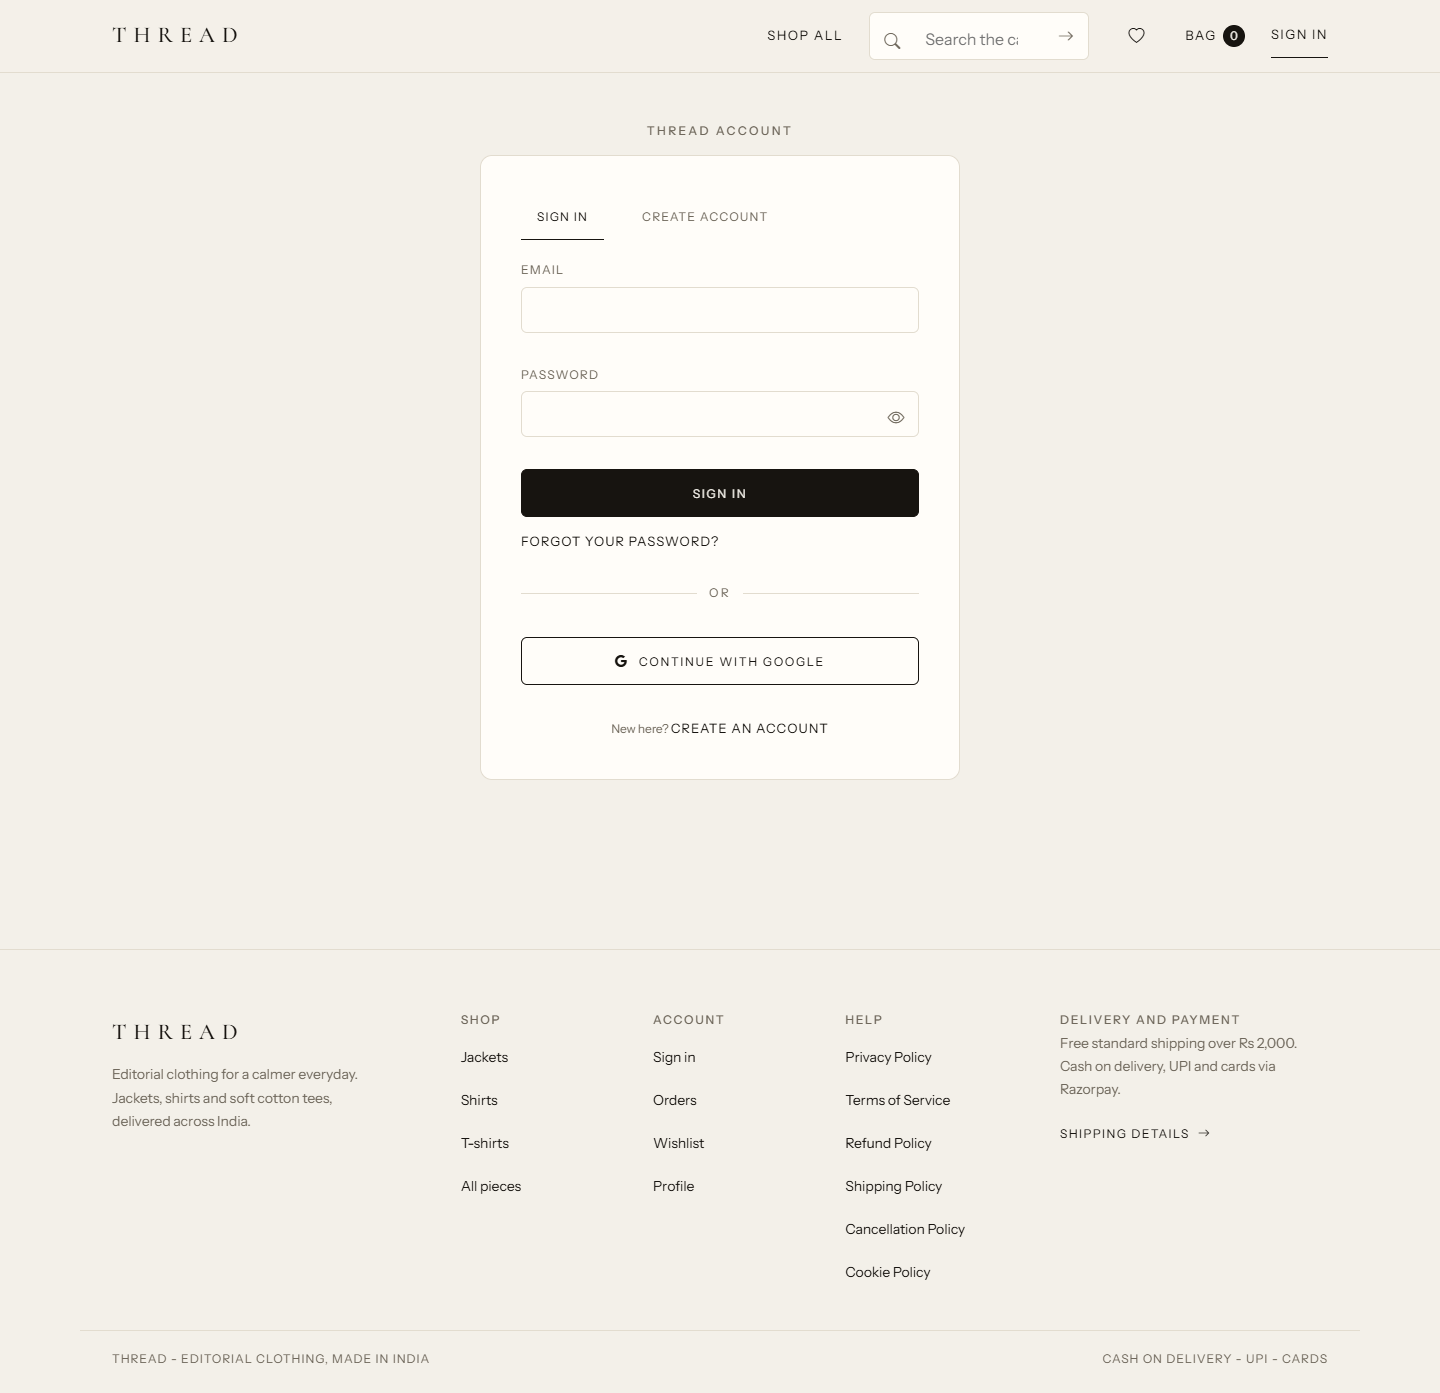 THREAD
SHOP ALL
Search the ca
BAG 0
SIGN IN
THREAD ACCOUNT
SIGN IN
CREATE ACCOUNT
EMAIL
PASSWORD
SIGN IN
FORGOT YOUR PASSWORD?
OR
G CONTINUE WITH GOOGLE
New here? CREATE AN ACCOUNT
THREAD
Editorial clothing for a calmer everyday.
Jackets, shirts and soft cotton tees,
delivered across India.
SHOP
Jackets
Shirts
T-shirts
All pieces
ACCOUNT
Sign in
Orders
Wishlist
Profile
HELP
Privacy Policy
Terms of Service
Refund Policy
Shipping Policy
Cancellation Policy
Cookie Policy
DELIVERY AND PAYMENT
Free standard shipping over Rs 2,000.
Cash on delivery, UPI and cards via
Razorpay.
SHIPPING DETAILS →
THREAD - EDITORIAL CLOTHING, MADE IN INDIA
CASH ON DELIVERY - UPI - CARDS